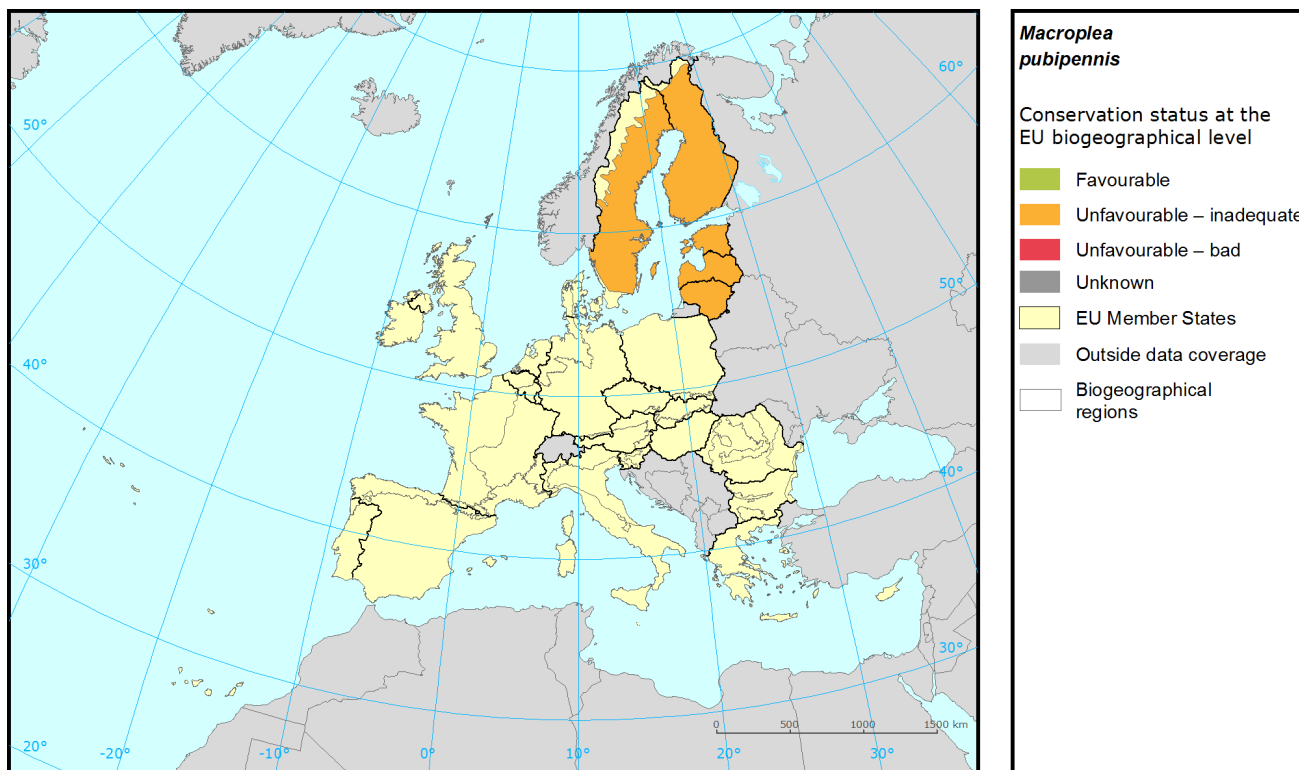 Macroplea
pubipennis
Conservation status at the
EU biogeographical level
Favourable
Unfavourable – inadequate
Unfavourable – bad
Unknown
EU Member States
Outside data coverage
Biogeographical
regions
60°
50°
50°
40°
40°
30°
30°
20°
-20°
-10°
0°
10°
20°
30°
0 500 1000 1500 km